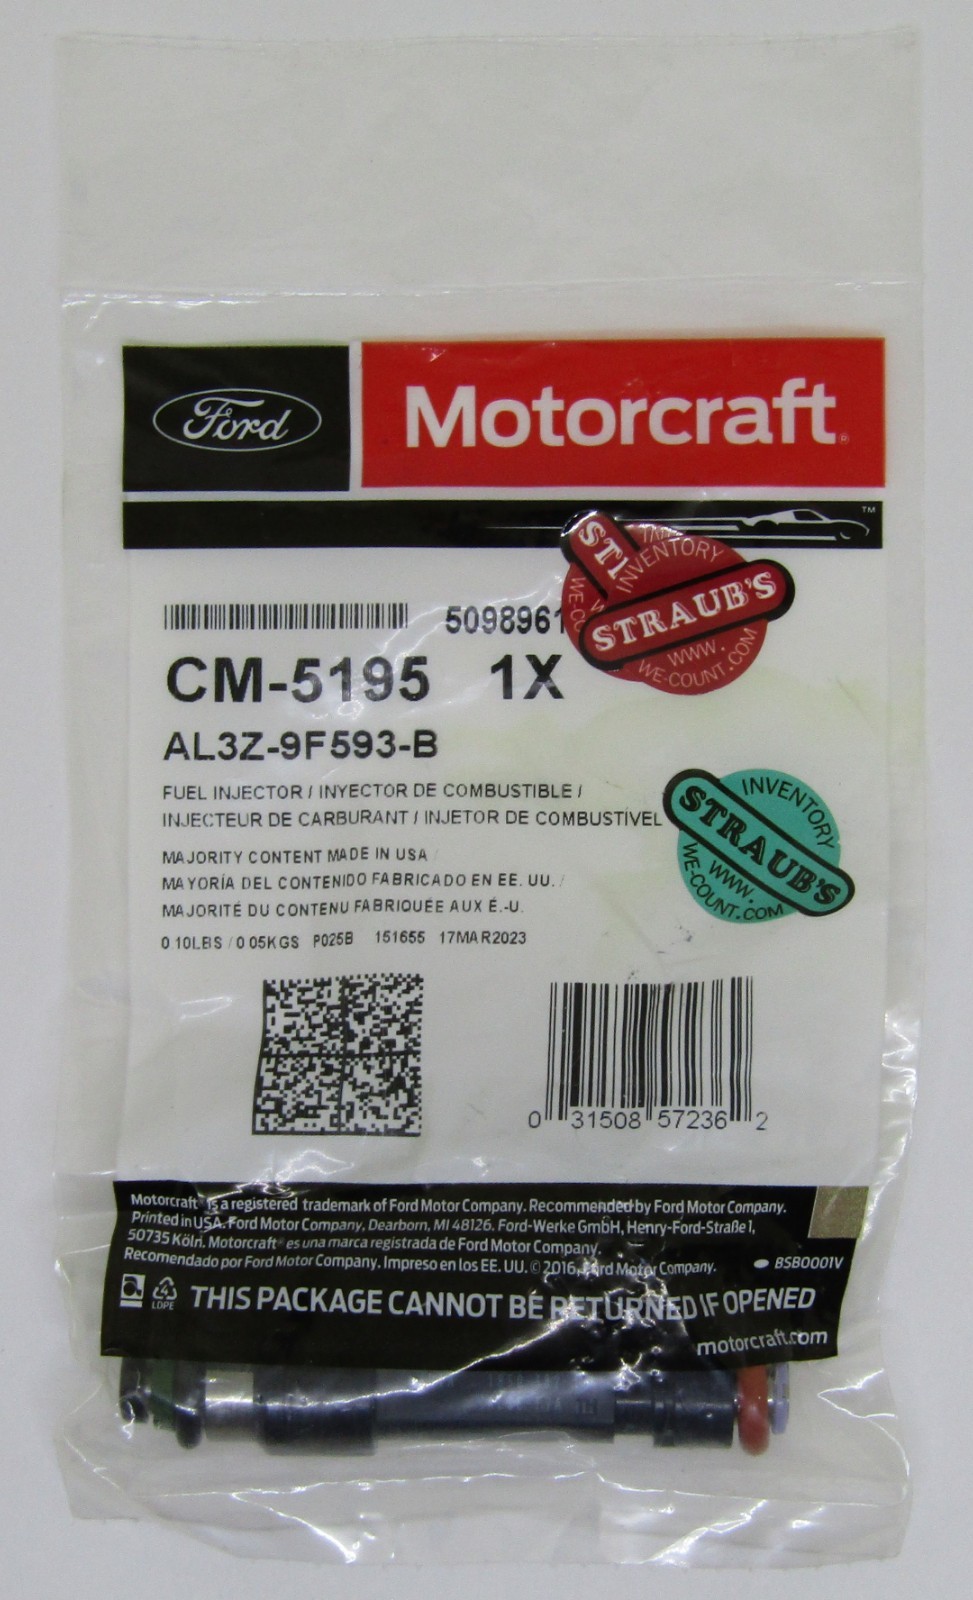 Ford
Motorcraft®
™
INVENTORY
STRAUB'S
WWW.
WE-COUNT.COM
5098961
CM-5195 1X
AL3Z-9F593-B
FUEL INJECTOR / INYECTOR DE COMBUSTIBLE /
INJECTEUR DE CARBURANT / INJETOR DE COMBUSTÍVEL
INVENTORY
STRAUB'S
WWW.
WE-COUNT.COM
MAJORITY CONTENT MADE IN USA /
MAYORÍA DEL CONTENIDO FABRICADO EN EE. UU. /
MAJORITÉ DU CONTENU FABRIQUÉE AUX É.-U.
0.10LBS / 0.05KGS P025B 151655 17MAR2023
0 31508 57236 2
Motorcraft® is a registered trademark of Ford Motor Company. Recommended by Ford Motor Company.
Printed in USA. Ford Motor Company, Dearborn, MI 48126. Ford-Werke GmbH, Henry-Ford-Straße 1,
50735 Köln. Motorcraft® es una marca registrada de Ford Motor Company.
Recomendado por Ford Motor Company. Impreso en los EE. UU. © 2016, Ford Motor Company.
BSB0001V
4
LDPE
THIS PACKAGE CANNOT BE RETURNED IF OPENED
motorcraft.com